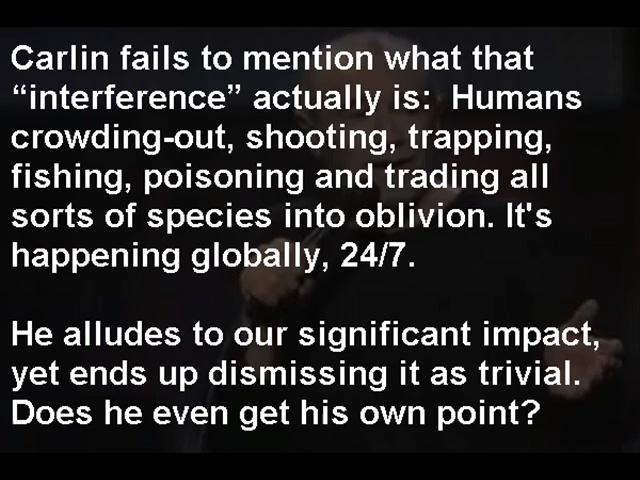 Carlin fails to mention what that
“interference” actually is:  Humans
crowding-out, shooting, trapping,
fishing, poisoning and trading all
sorts of species into oblivion. It's
happening globally, 24/7.
He alludes to our significant impact,
yet ends up dismissing it as trivial.
Does he even get his own point?